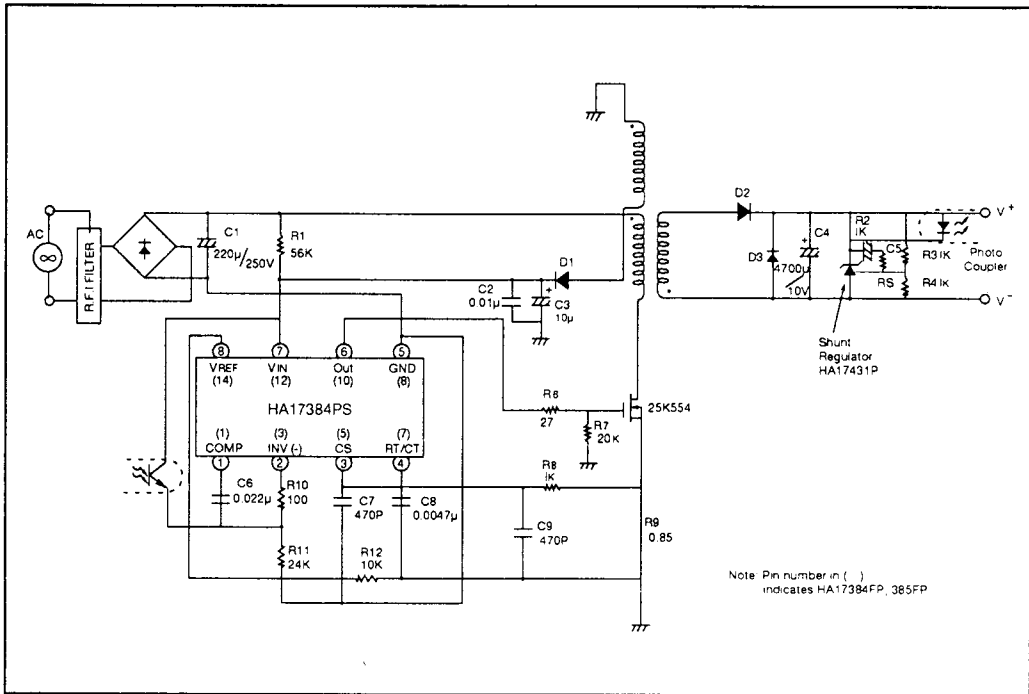 AC
R.F.I FILTER
C1
220μ/250V
R1
56K
C2
0.01μ
C3
10μ
D1
D2
D3
C4
4700μ
10V
R2
1K
C5
RS
R3 1K
R4 1K
Photo
Coupler
V+
V-
Shunt
Regulator
HA17431P
8
7
6
5
VREF
VIN
Out
GND
(14)
(12)
(10)
(8)
HA17384PS
(1)
(3)
(5)
(7)
COMP
INV (-)
CS
RT/CT
1
2
3
4
C6
0.022μ
R10
100
C7
470P
C8
0.0047μ
R11
24K
R12
10K
R6
27
R7
20K
25K554
R8
1K
C9
470P
R9
0.85
Note: Pin number in ( )
indicates HA17384FP, 385FP